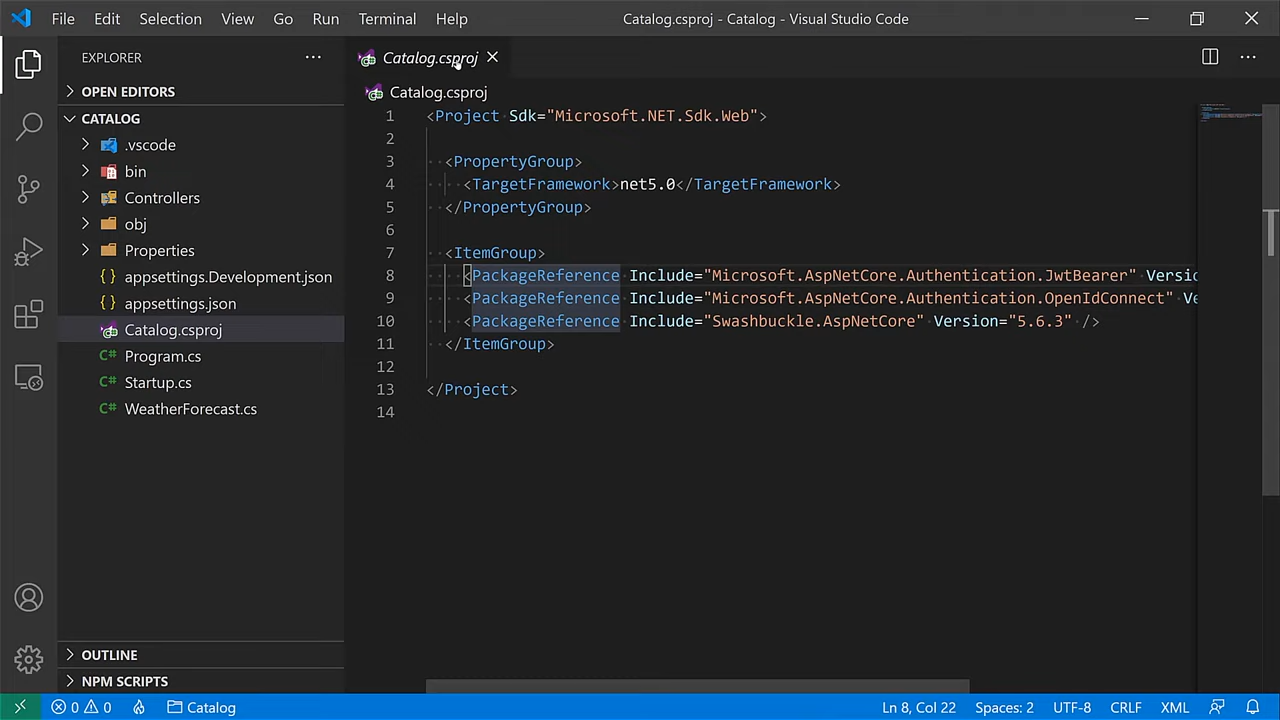 File Edit Selection View Go Run Terminal Help
Catalog.csproj - Catalog - Visual Studio Code
EXPLORER
OPEN EDITORS
CATALOG
.vscode
bin
Controllers
obj
Properties
{} appsettings.Development.json
{} appsettings.json
Catalog.csproj
C# Program.cs
C# Startup.cs
C# WeatherForecast.cs
OUTLINE
NPM SCRIPTS
Catalog.csproj
Catalog.csproj
1 <Project Sdk="Microsoft.NET.Sdk.Web">
2
3 <PropertyGroup>
4 <TargetFramework>net5.0</TargetFramework>
5 </PropertyGroup>
6
7 <ItemGroup>
8 <PackageReference Include="Microsoft.AspNetCore.Authentication.JwtBearer" Versio
9 <PackageReference Include="Microsoft.AspNetCore.Authentication.OpenIdConnect" Ve
10 <PackageReference Include="Swashbuckle.AspNetCore" Version="5.6.3" />
11 </ItemGroup>
12
13 </Project>
14
0 0 Catalog Ln 8, Col 22 Spaces: 2 UTF-8 CRLF XML